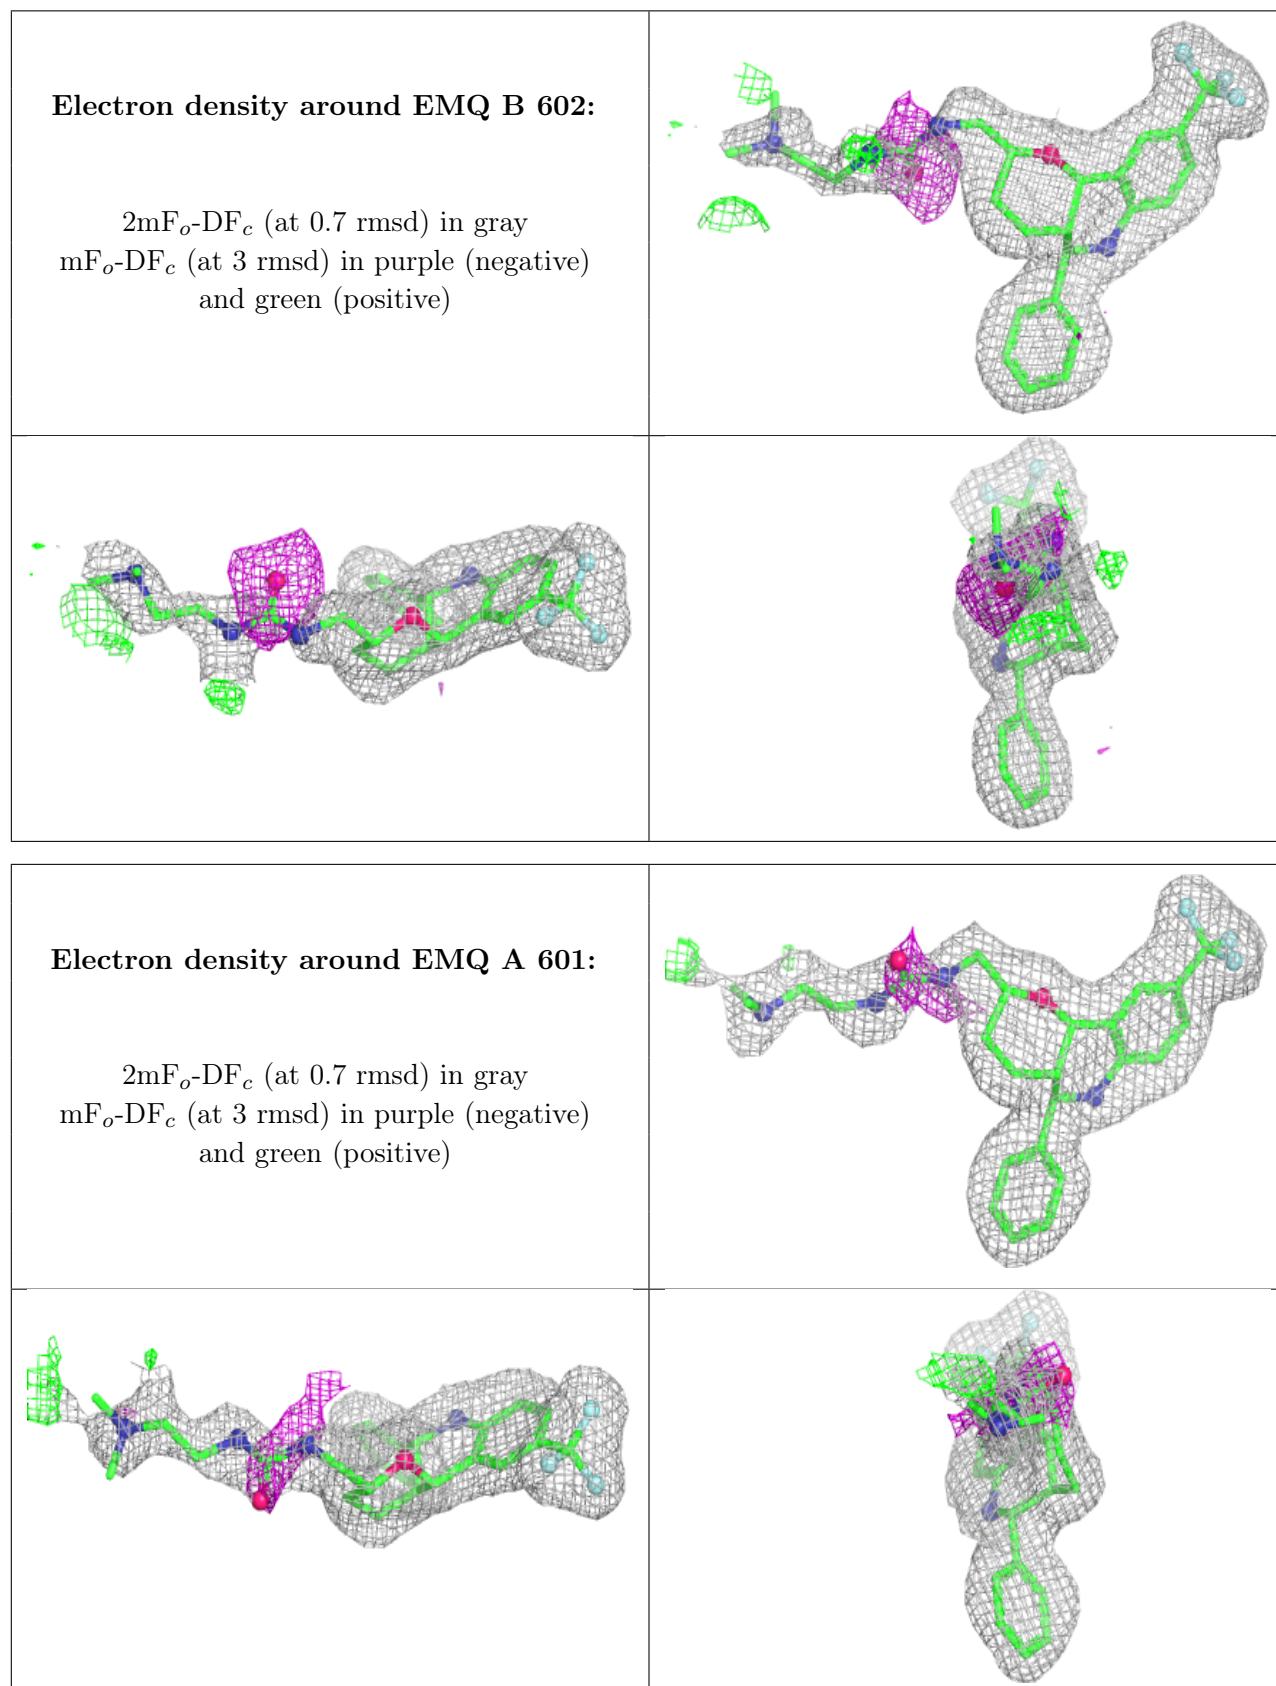 Electron density around EMQ B 602:
2mFo-DFc (at 0.7 rmsd) in gray
mFo-DFc (at 3 rmsd) in purple (negative)
and green (positive)
Electron density around EMQ A 601:
2mFo-DFc (at 0.7 rmsd) in gray
mFo-DFc (at 3 rmsd) in purple (negative)
and green (positive)